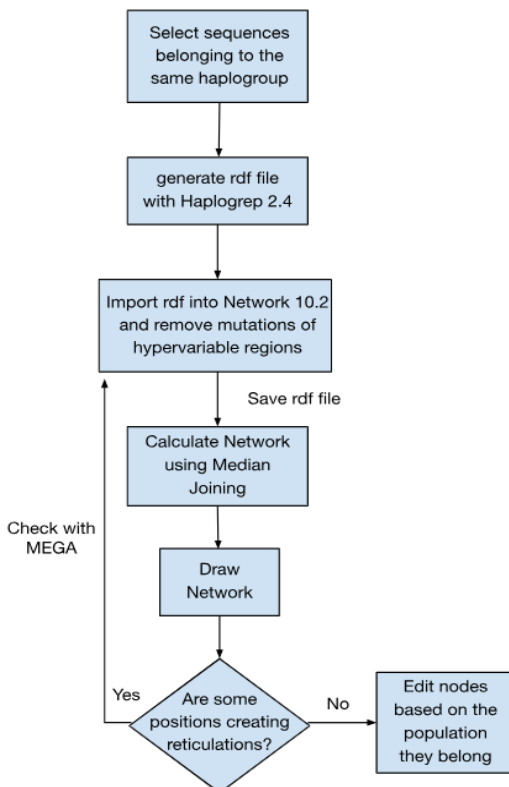 Select sequences
belonging to the
same haplogroup
generate rdf file
with Haplogrep 2.4
Import rdf into Network 10.2
and remove mutations of
hypervariable regions
Save rdf file
Calculate Network
using Median
Joining
Check with
MEGA
Draw
Network
Yes
Are some
positions creating
reticulations?
No
Edit nodes
based on the
population
they belong